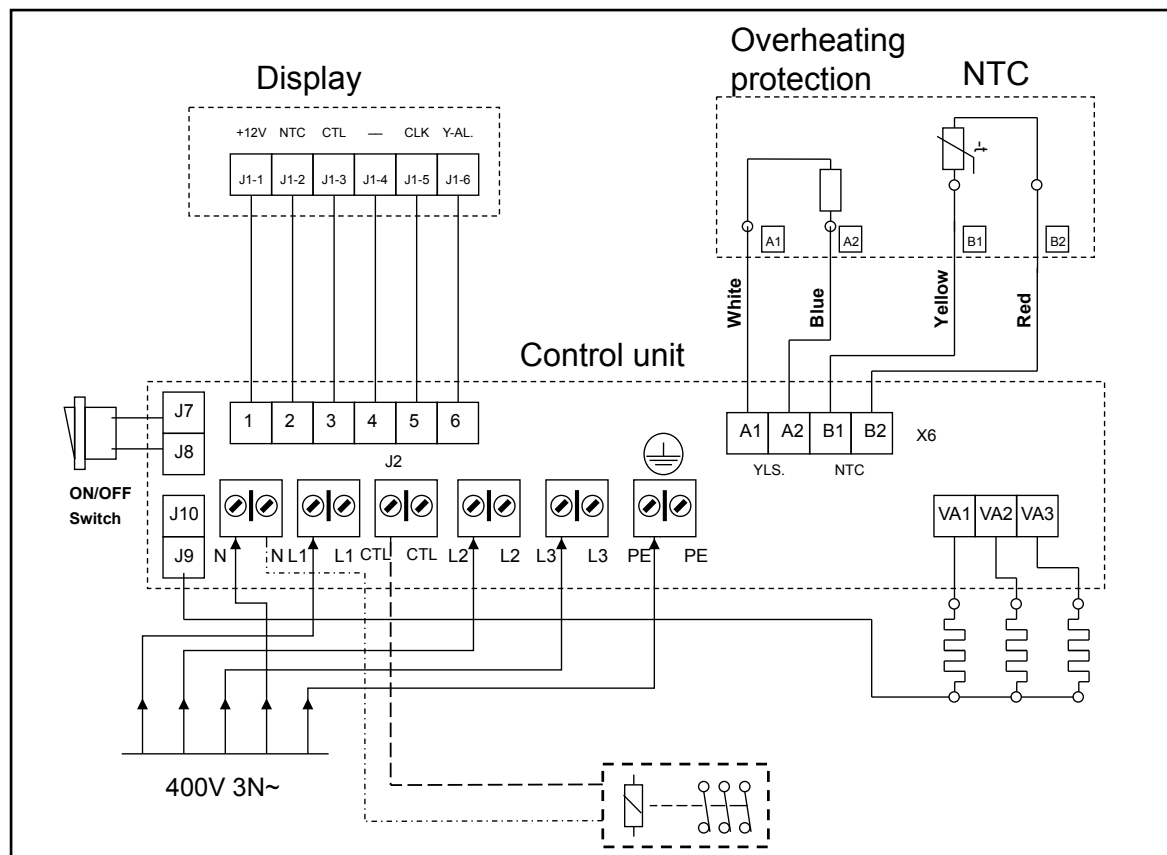 Overheating
protection NTC
Display
+12V NTC CTL — CLK Y-AL.
J1-1 J1-2 J1-3 J1-4 J1-5 J1-6
-t
A1 A2 B1 B2
White Blue Yellow Red
Control unit
J7
J8
1 2 3 4 5 6
J2
A1 A2 B1 B2 X6
YLS. NTC
ON/OFF
Switch
J10
J9
N N L1 L1 CTL CTL L2 L2 L3 L3 PE PE
VA1 VA2 VA3
400V 3N~